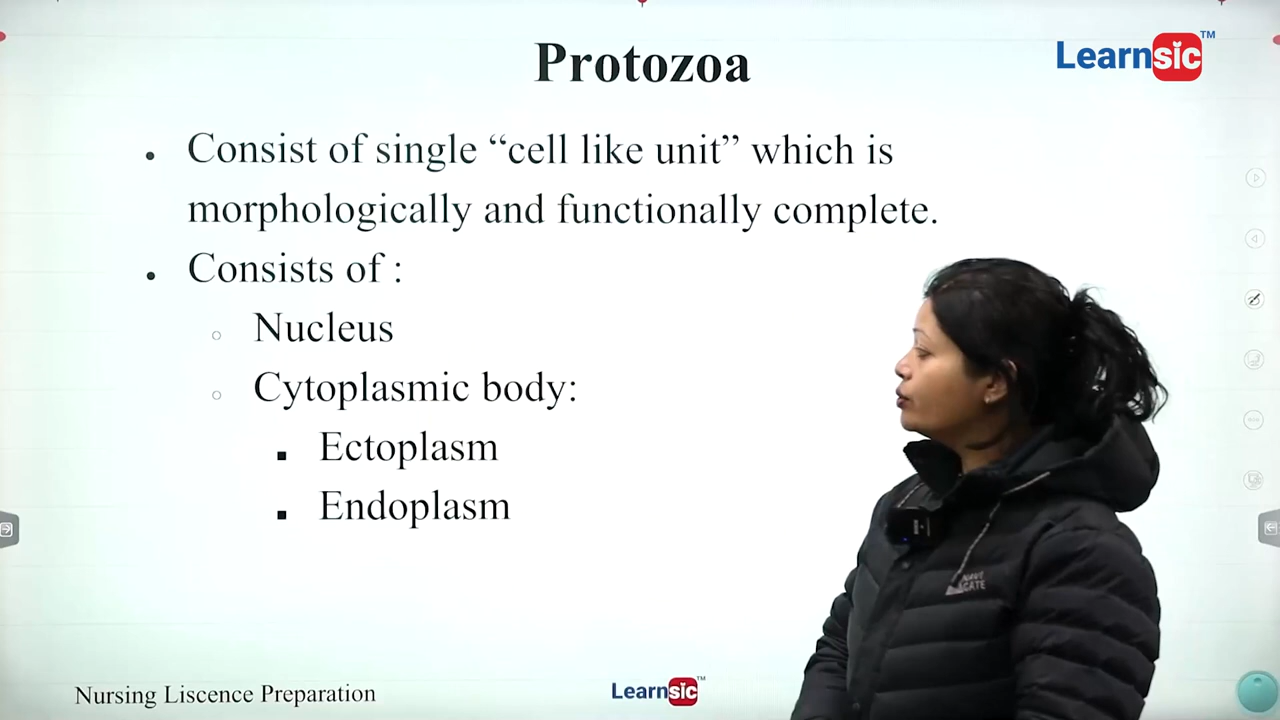 Protozoa
Learnsic™
• Consist of single “cell like unit” which is
morphologically and functionally complete.
• Consists of :
○ Nucleus
○ Cytoplasmic body:
■ Ectoplasm
■ Endoplasm
Nursing Liscence Preparation
Learnsic™